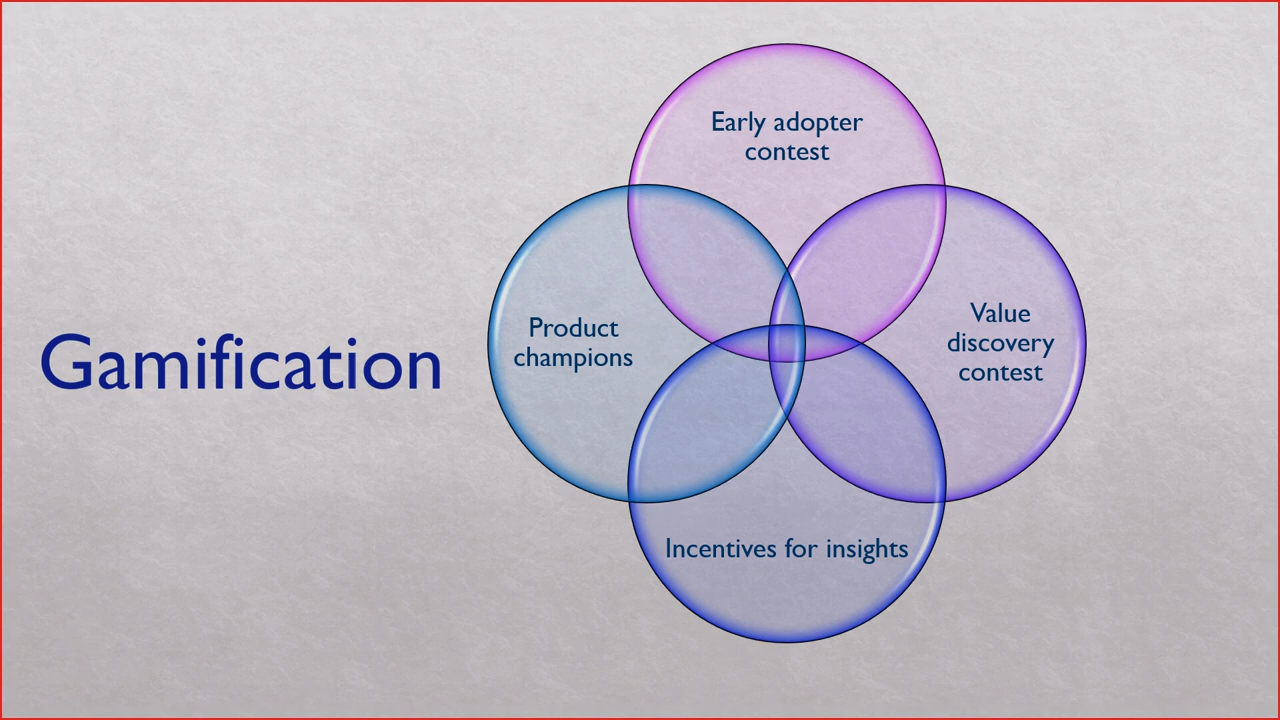 Gamification
Early adopter
contest
Product
champions
Value
discovery
contest
Incentives for insights